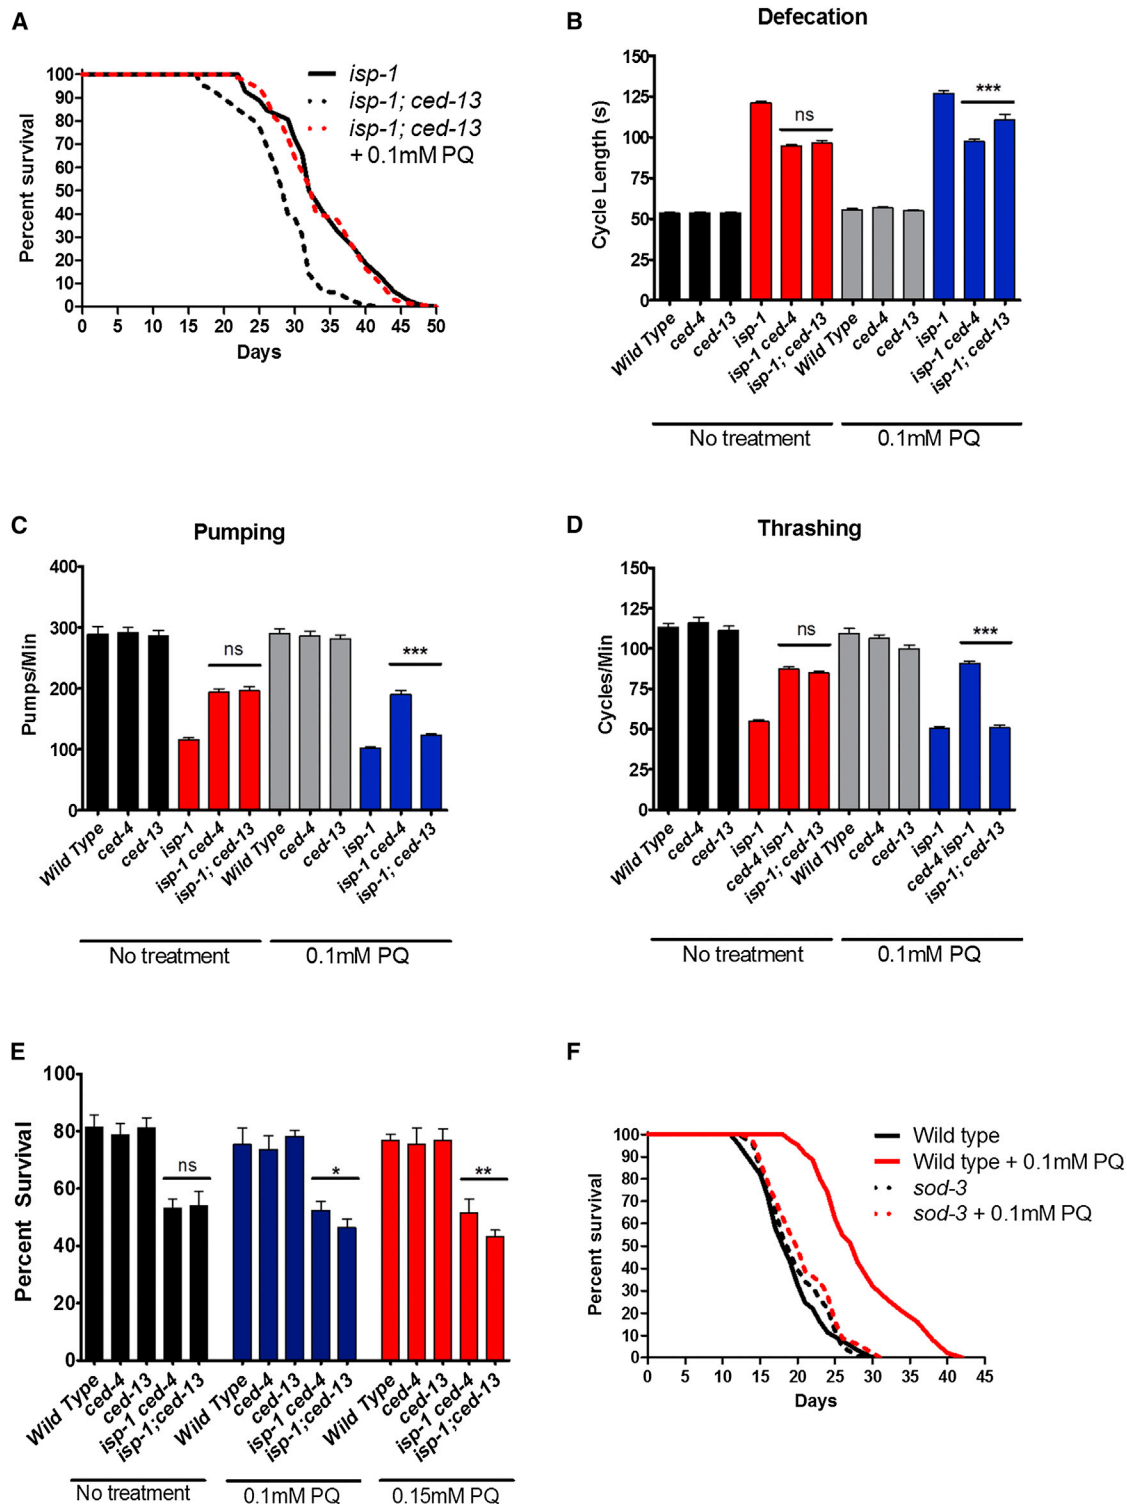 A
100
90
80
70
60
50
40
30
20
10
0
Percent survival
0 5 10 15 20 25 30 35 40 45 50
Days
isp-1
isp-1; ced-13
isp-1; ced-13
+ 0.1mM PQ
B
Defecation
150
125
100
75
50
25
0
Cycle Length (s)
ns
***
Wild Type
ced-4
ced-13
isp-1
isp-1 ced-4
isp-1; ced-13
Wild Type
ced-4
ced-13
isp-1
isp-1 ced-4
isp-1; ced-13
No treatment
0.1mM PQ
C
Pumping
400
300
200
100
0
Pumps/Min
ns
***
Wild Type
ced-4
ced-13
isp-1
isp-1 ced-4
isp-1; ced-13
Wild Type
ced-4
ced-13
isp-1
isp-1 ced-4
isp-1; ced-13
No treatment
0.1mM PQ
D
Thrashing
150
125
100
75
50
25
0
Cycles/Min
ns
***
Wild Type
ced-4
ced-13
isp-1
ced-4 isp-1
isp-1; ced-13
Wild Type
ced-4
ced-13
isp-1
ced-4 isp-1
isp-1; ced-13
No treatment
0.1mM PQ
E
100
80
60
40
20
0
Percent Survival
ns
*
**
Wild Type
ced-4
ced-13
isp-1 ced-4
isp-1;ced-13
Wild Type
ced-4
ced-13
isp-1 ced-4
isp-1;ced-13
Wild Type
ced-4
ced-13
isp-1 ced-4
isp-1;ced-13
No treatment
0.1mM PQ
0.15mM PQ
F
100
90
80
70
60
50
40
30
20
10
0
Percent survival
0 5 10 15 20 25 30 35 40 45
Days
Wild type
Wild type + 0.1mM PQ
sod-3
sod-3 + 0.1mM PQ